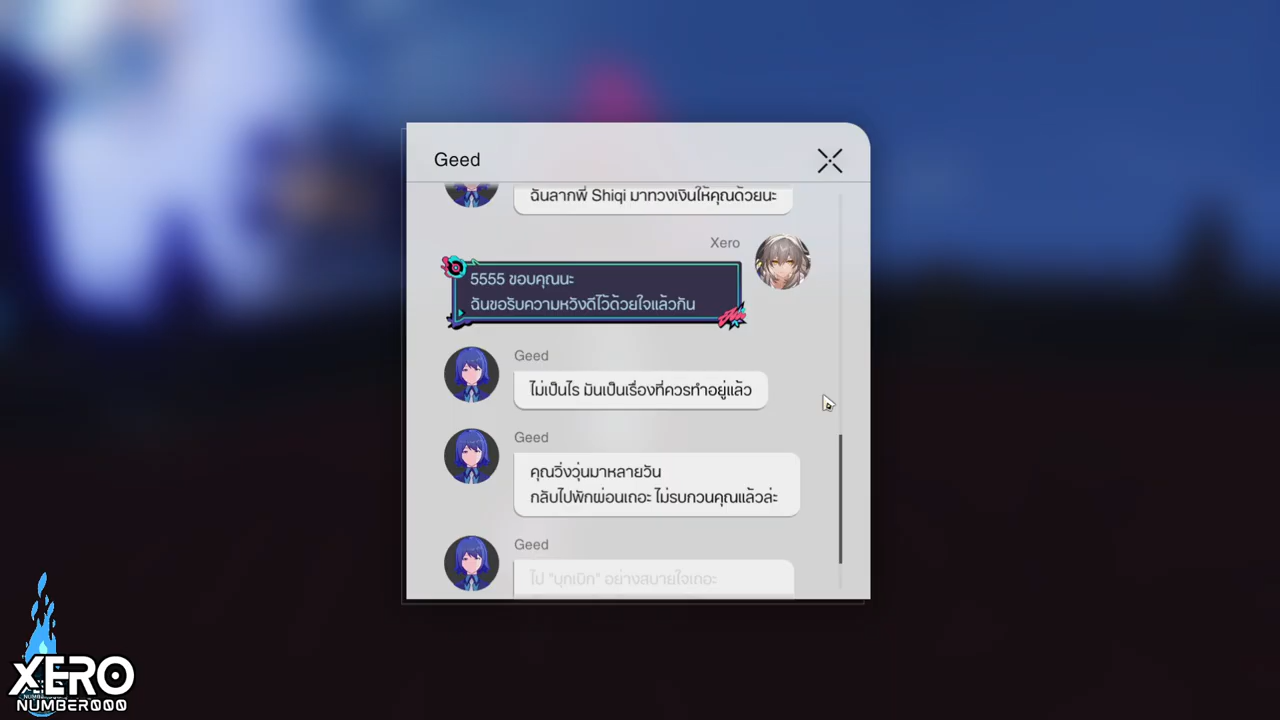 Geed
ฉันลากพี่ Shiqi มาทวงเงินให้คุณด้วยนะ
Xero
5555 ขอบคุณนะ
ฉันขอรับความหวังดีไว้ด้วยใจแล้วกัน
Geed
ไม่เป็นไร มันเป็นเรื่องที่ควรทำอยู่แล้ว
Geed
คุณวิ่งวุ่นมาหลายวัน
กลับไปพักผ่อนเถอะ ไม่รบกวนคุณแล้วล่ะ
Geed
ไป "บุกเบิก" อย่างสบายใจเถอะ
XERO
NUMBER000